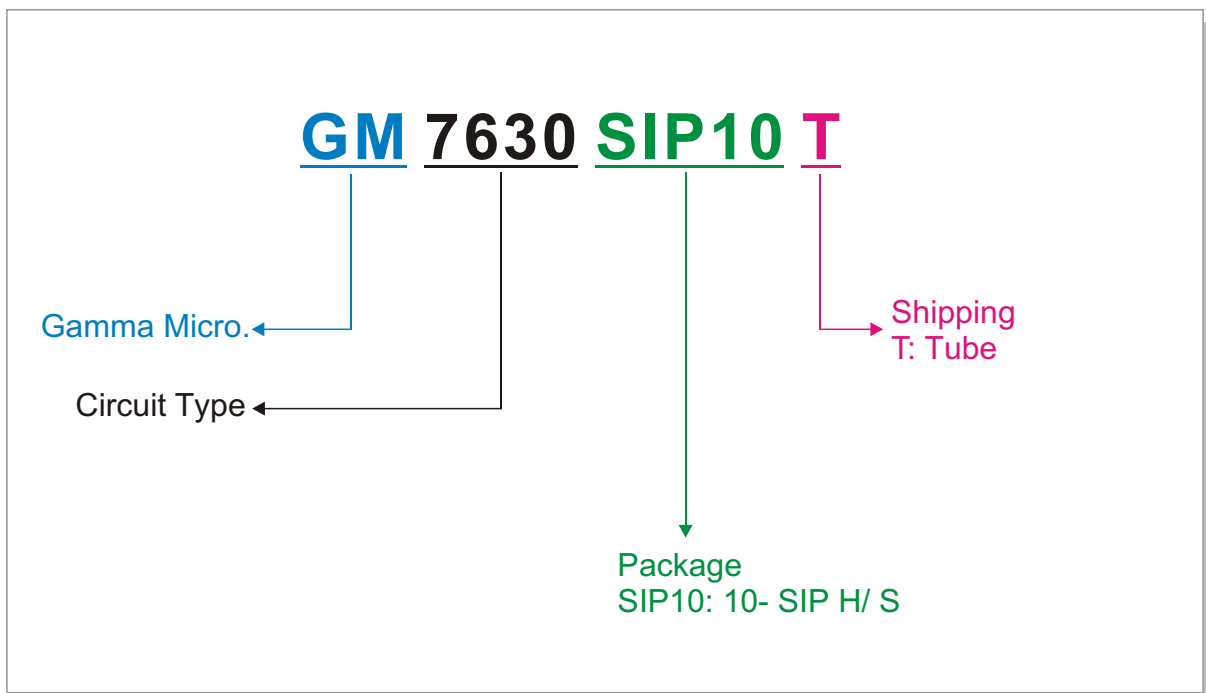 GM 7630 SIP10 T
Gamma Micro.
Circuit Type
Shipping
T: Tube
Package
SIP10: 10- SIP H/ S